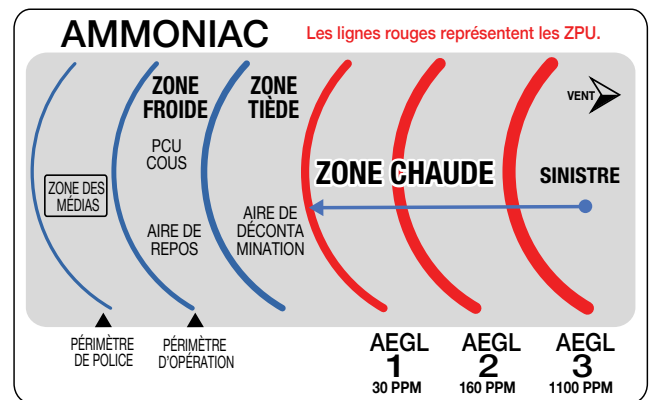 AMMONIAC
Les lignes rouges représentent les ZPU.
ZONE
FROIDE
ZONE
TIÈDE
VENT
PCU
COUS
ZONE CHAUDE
SINISTRE
ZONE DES
MÉDIAS
AIRE DE
REPOS
AIRE DE
DÉCONTA
MINATION
PÉRIMÈTRE
DE POLICE
PÉRIMÈTRE
D'OPÉRATION
AEGL
1
30 PPM
AEGL
2
160 PPM
AEGL
3
1100 PPM